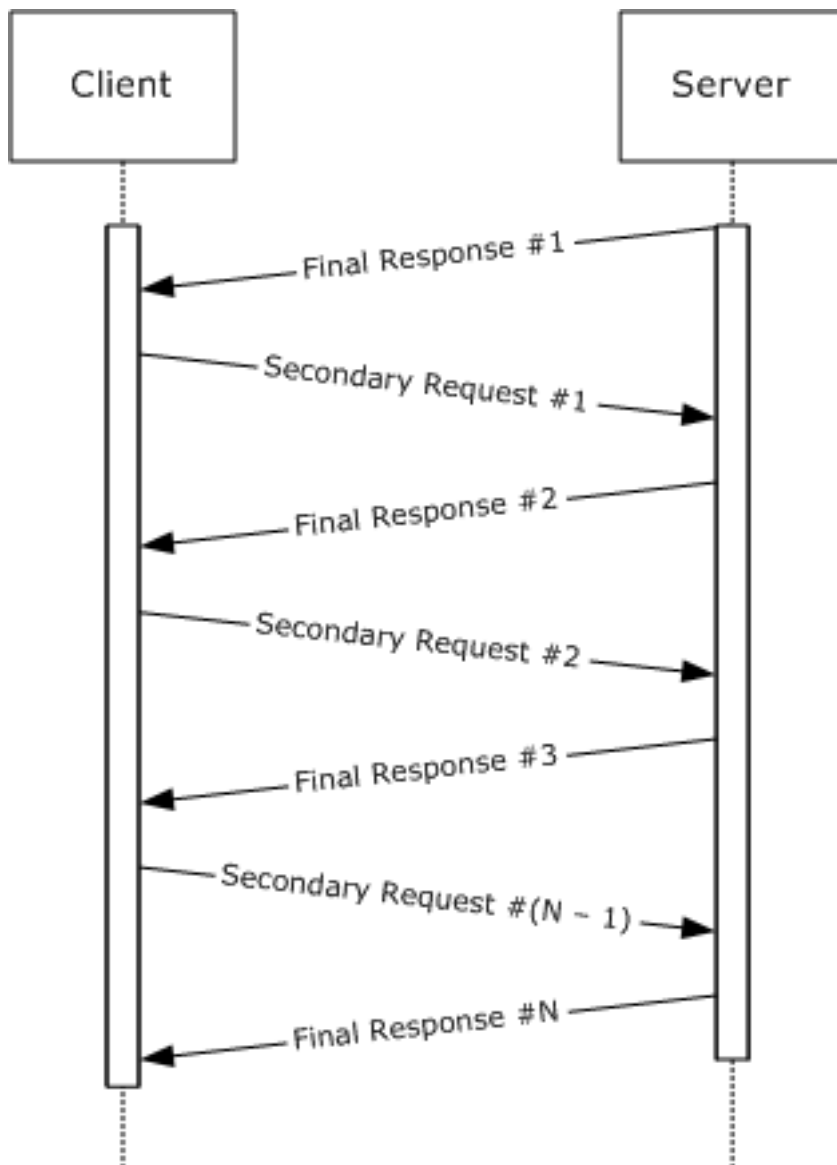 Client
Server
Final Response #1
Secondary Request #1
Final Response #2
Secondary Request #2
Final Response #3
Secondary Request #(N – 1)
Final Response #N